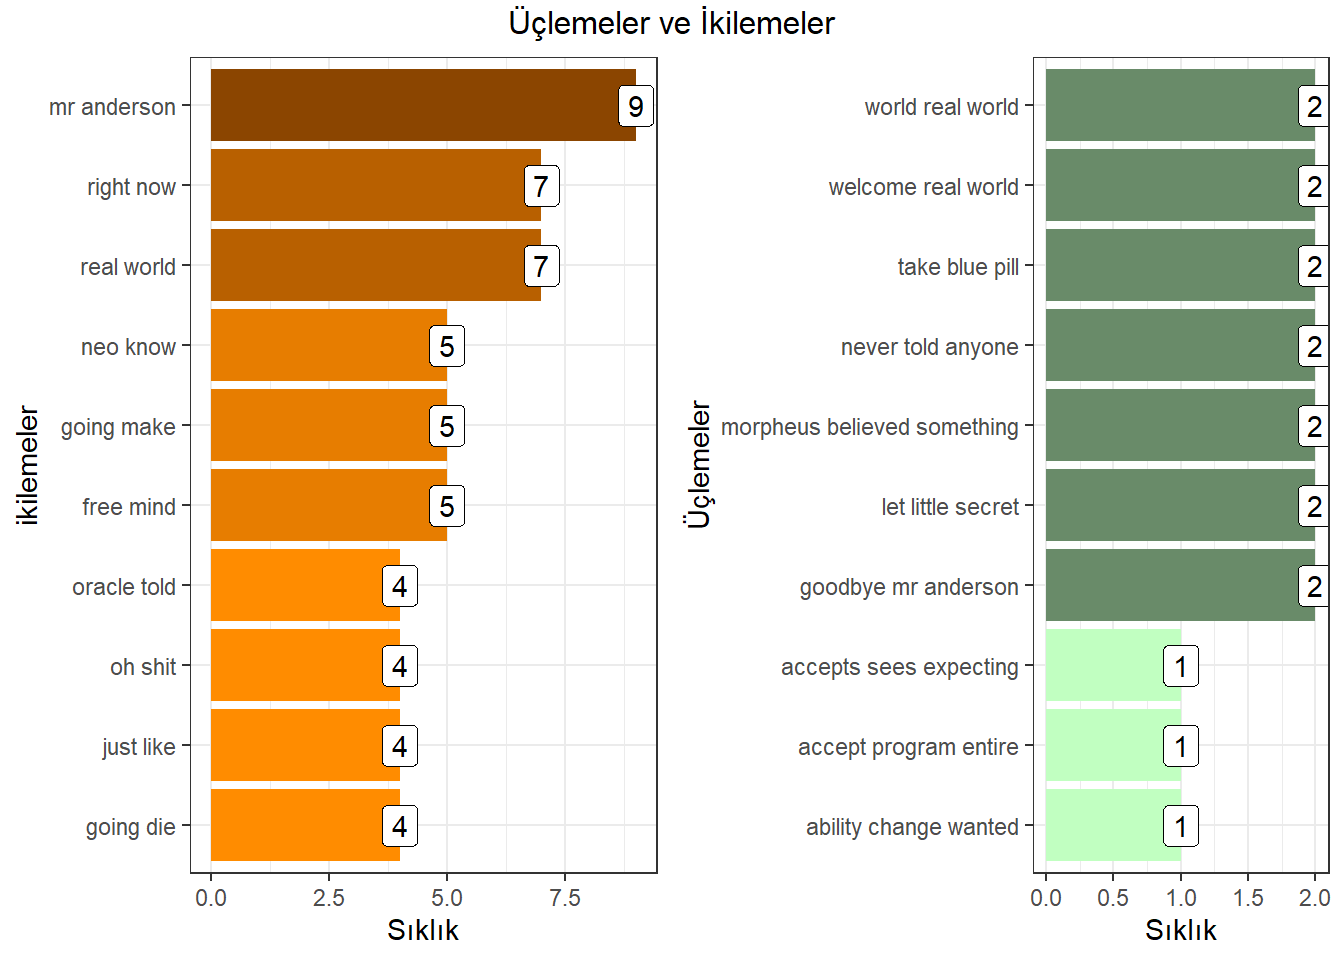 Üçlemeler ve İkilemeler
ikilemeler
mr anderson 9
right now 7
real world 7
neo know 5
going make 5
free mind 5
oracle told 4
oh shit 4
just like 4
going die 4
0.0 2.5 5.0 7.5
Sıklık
Üçlemeler
world real world 2
welcome real world 2
take blue pill 2
never told anyone 2
morpheus believed something 2
let little secret 2
goodbye mr anderson 2
accepts sees expecting 1
accept program entire 1
ability change wanted 1
0.0 0.5 1.0 1.5 2.0
Sıklık